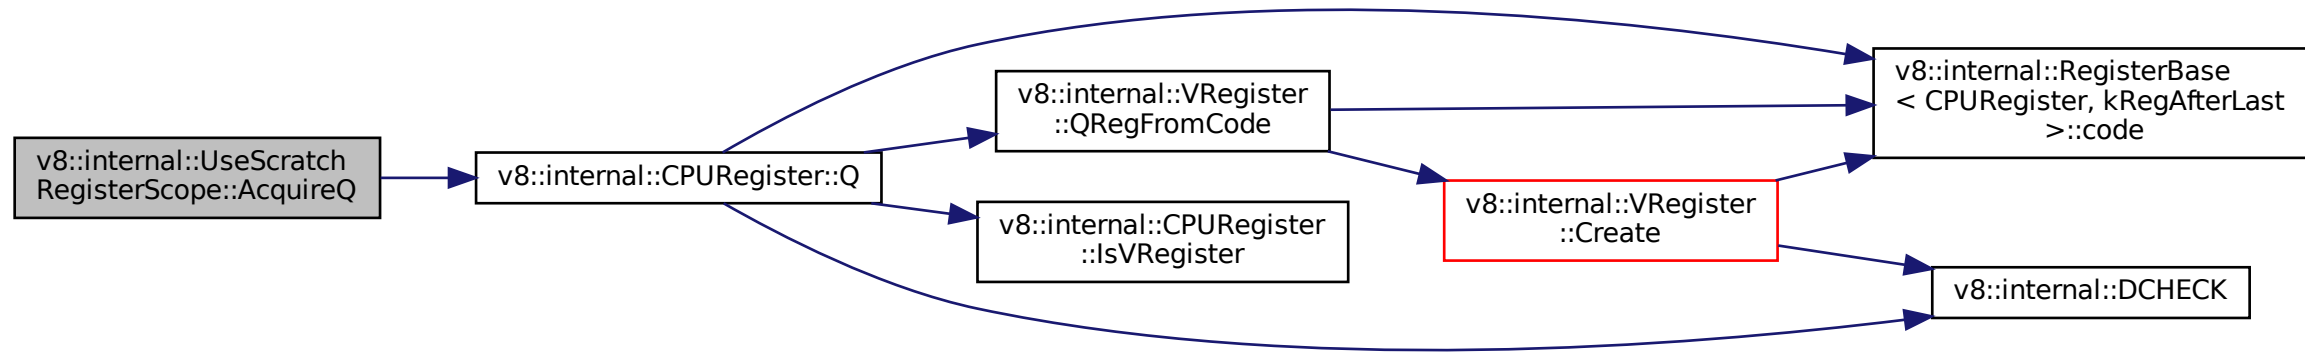 v8::internal::UseScratch
RegisterScope::AcquireQ
v8::internal::CPURegister::Q
v8::internal::VRegister
::QRegFromCode
v8::internal::CPURegister
::IsVRegister
v8::internal::VRegister
::Create
v8::internal::RegisterBase
< CPURegister, kRegAfterLast
>::code
v8::internal::DCHECK